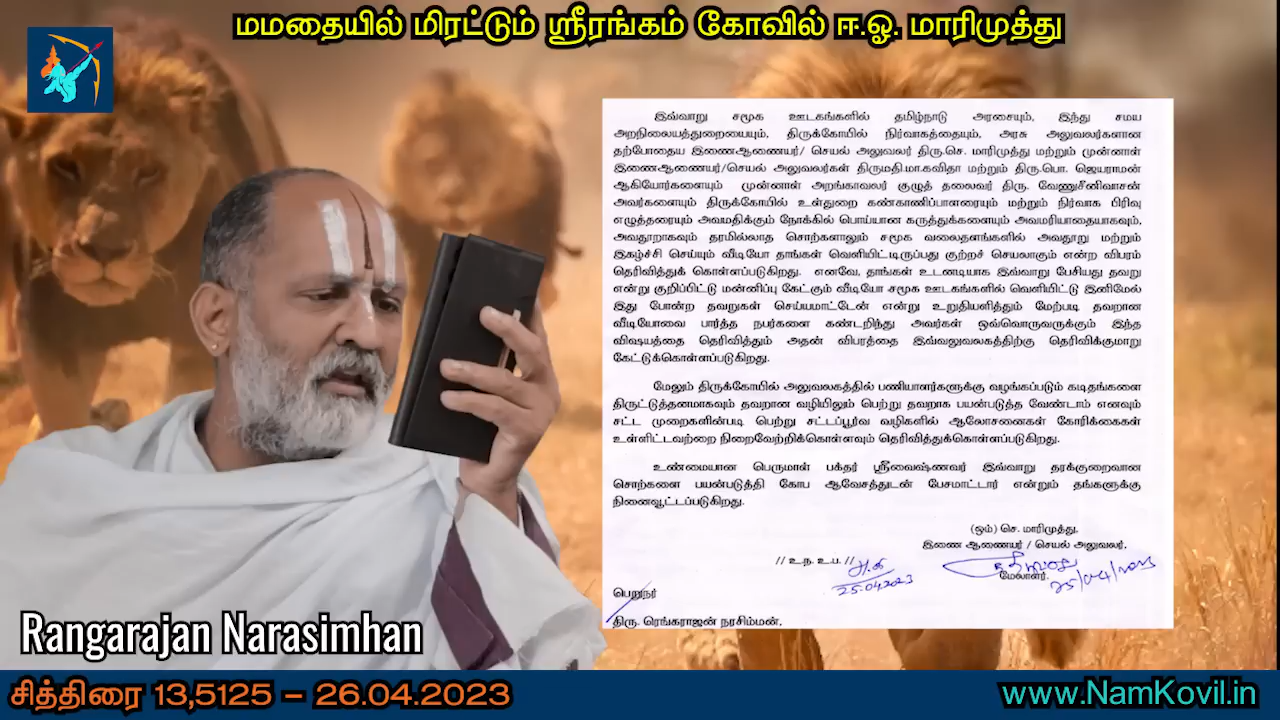 மமதையில் மிரட்டும் ஸ்ரீரங்கம் கோவில் ஈ.ஓ. மாரிமுத்து
இவ்வாறு சமூக ஊடகங்களில் தமிழ்நாடு அரசையும், இந்து சமய
அறநிலையத்துறையையும், திருக்கோயில் நிர்வாகத்தையும், அரசு அலுவலர்களான
தற்போதைய இணைஆணையர்/ செயல் அலுவலர் திரு.செ. மாரிமுத்து மற்றும் முன்னாள்
இணைஆணையர்/செயல் அலுவலர்கள் திருமதி.மா.கவிதா மற்றும் திரு.பொ. ஜெயராமன்
ஆகியோர்களையும் முன்னாள் அறங்காவலர் குழுத் தலைவர் திரு. வேணுசீனிவாசன்
அவர்களையும் திருக்கோயில் உள்துறை கண்காணிப்பாளரையும் மற்றும் நிர்வாக பிரிவு
எழுத்தரையும் அவமதிக்கும் நோக்கில் பொய்யான கருத்துக்களையும் அவமரியாதையாகவும்,
அவதூறாகவும் தரமில்லாத சொற்களாலும் சமூக வலைதளங்களில் அவதூறு மற்றும்
இகழ்ச்சி செய்யும் வீடியோ தாங்கள் வெளியிட்டிருப்பது குற்றச் செயலாகும் என்ற விபரம்
தெரிவித்துக் கொள்ளப்படுகிறது. எனவே, தாங்கள் உடனடியாக இவ்வாறு பேசியது தவறு
என்று குறிப்பிட்டு மன்னிப்பு கேட்கும் வீடியோ சமூக ஊடகங்களில் வெளியிட்டு இனிமேல்
இது போன்ற தவறுகள் செய்யமாட்டேன் என்று உறுதியளித்தும் மேற்படி தவறான
வீடியோவை பார்த்த நபர்களை கண்டறிந்து அவர்கள் ஒவ்வொருவருக்கும் இந்த
விஷயத்தை தெரிவித்தும் அதன் விபரத்தை இவ்வலுவலகத்திற்கு தெரிவிக்குமாறு
கேட்டுக்கொள்ளப்படுகிறது.
மேலும் திருக்கோயில் அலுவலகத்தில் பணியாளர்களுக்கு வழங்கப்படும் கடிதங்களை
திருட்டுத்தனமாகவும் தவறான வழியிலும் பெற்று தவறாக பயன்படுத்த வேண்டாம் எனவும்
சட்ட முறைகளின்படி பெற்று சட்டப்பூர்வ வழிகளில் ஆலோசனைகள் கோரிக்கைகள்
உள்ளிட்டவற்றை நிறைவேற்றிக்கொள்ளவும் தெரிவித்துக்கொள்ளப்படுகிறது.
உண்மையான பெருமாள் பக்தர் ஸ்ரீவைஷ்ணவர் இவ்வாறு தரக்குறைவான
சொற்களை பயன்படுத்தி கோப ஆவேசத்துடன் பேசமாட்டார் என்றும் தங்களுக்கு
நினைவூட்டப்படுகிறது.
(ஒம்) செ. மாரிமுத்து,
இணை ஆணையர் / செயல் அலுவலர்,
// உ.ந. உ.ப. //
25.04.2023
மேலாளர்.
25/04/2023
பெறுநர்
திரு. ரெங்கராஜன் நரசிம்மன்,
Rangarajan Narasimhan
சித்திரை 13,5125 – 26.04.2023
www.NamKovil.in